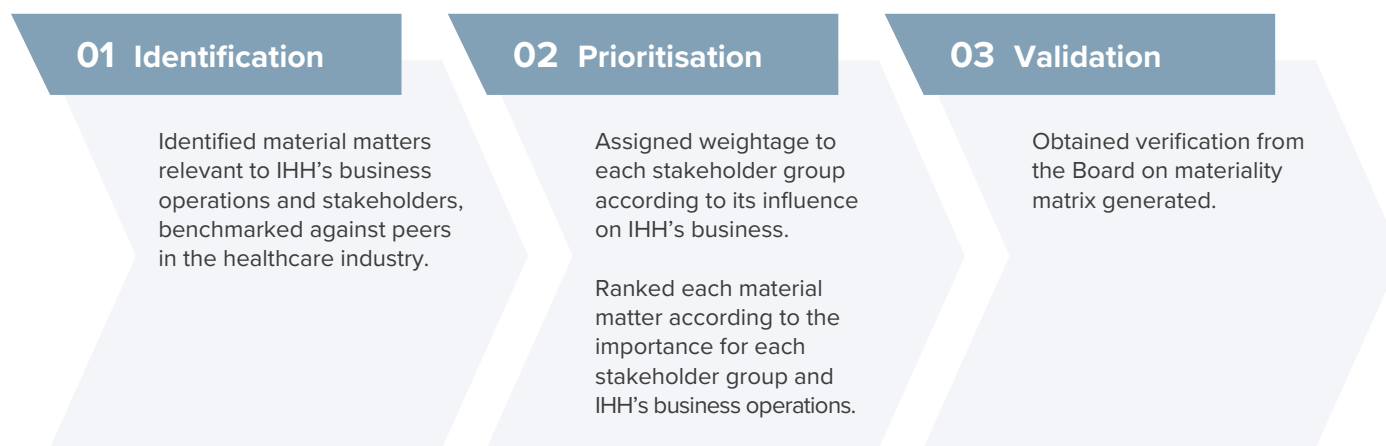 01 Identification
Identified material matters
relevant to IHH's business
operations and stakeholders,
benchmarked against peers
in the healthcare industry.
02 Prioritisation
Assigned weightage to
each stakeholder group
according to its influence
on IHH's business.
Ranked each material
matter according to the
importance for each
stakeholder group and
IHH's business operations.
03 Validation
Obtained verification from
the Board on materiality
matrix generated.